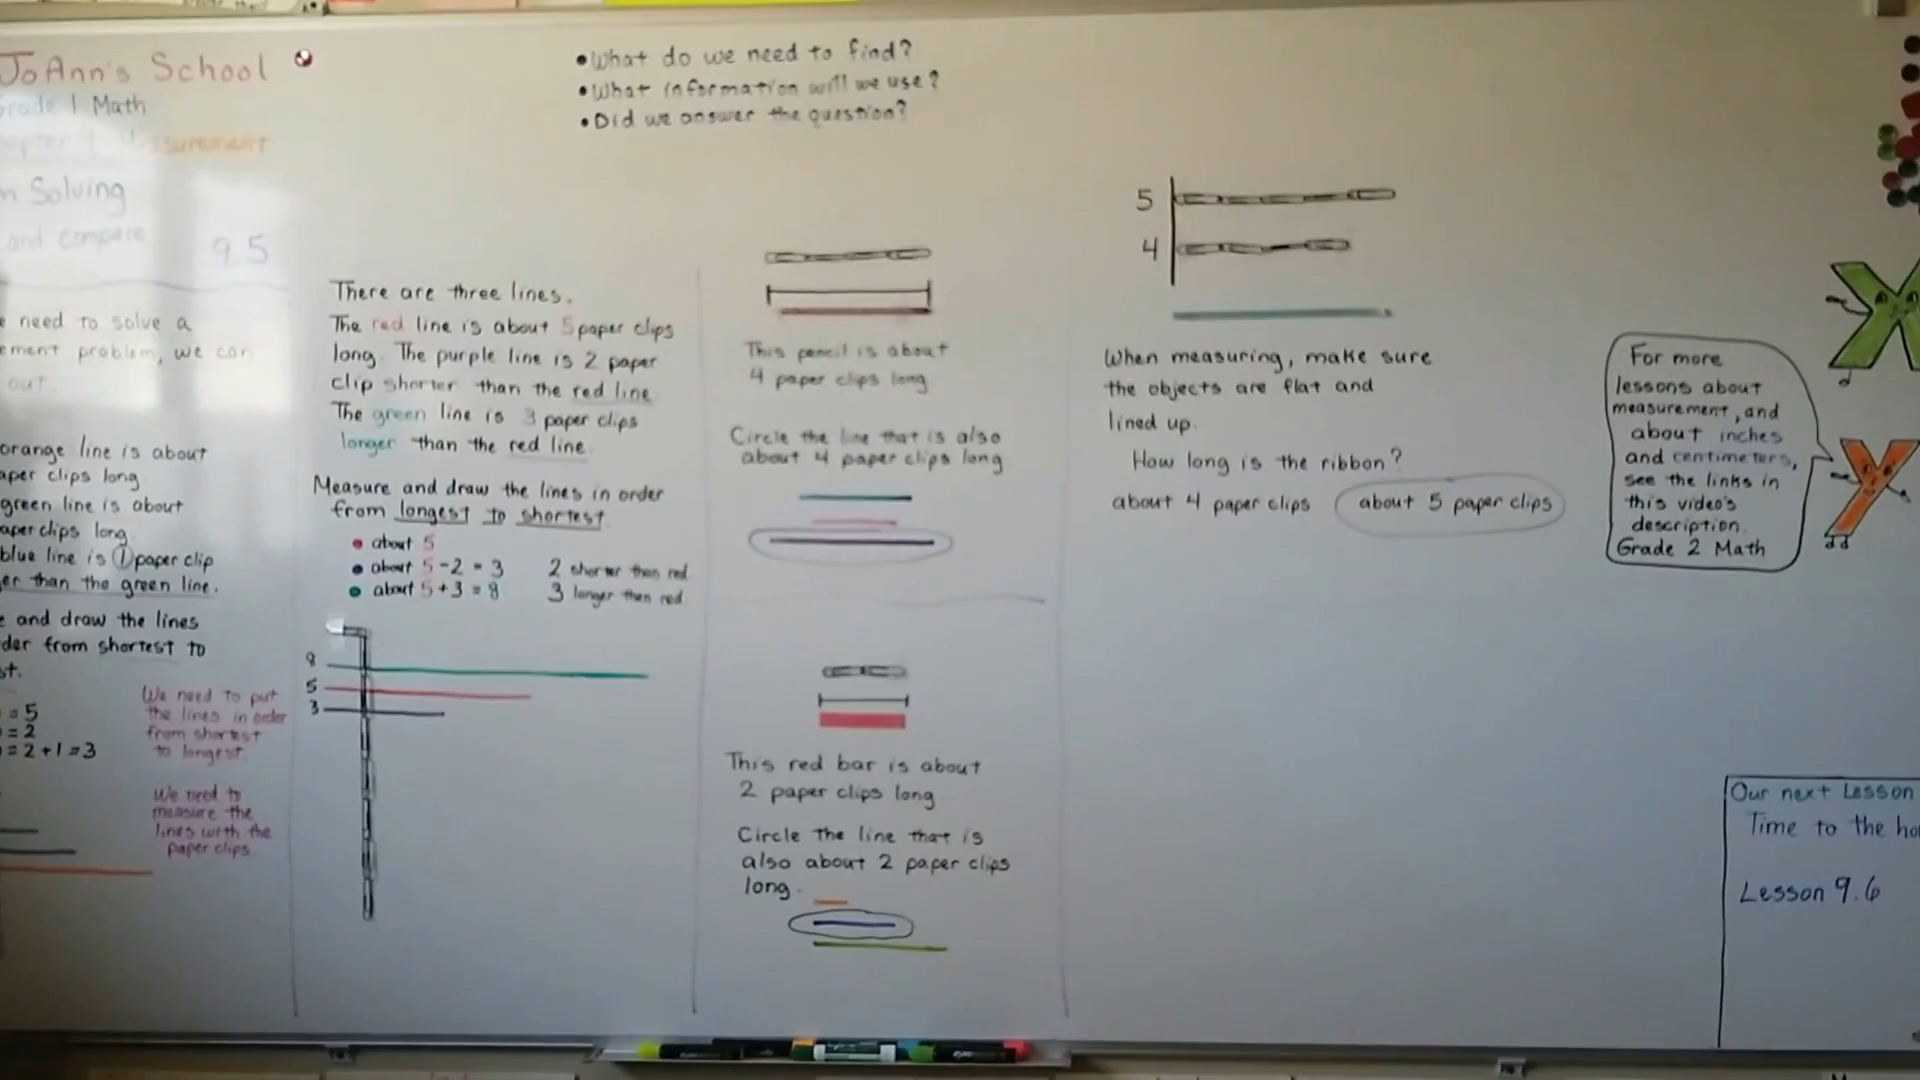 JoAnn's School
Grade 1 Math
Measurement
Solving
and compare
9.5
need to solve a
problem, we can
out.
orange line is about
paper clips long
green line is about
paper clips long.
blue line is 1 paper clip
than the green line.
and draw the lines
from shortest to
= 5
= 2
= 2 + 1 = 3
We need to put
the lines in order
from shortest
to longest.
We need to
measure the
lines with the
paper clips.
• What do we need to find?
• What information will we use?
• Did we answer the question?
There are three lines.
The red line is about 5 paper clips
long. The purple line is 2 paper
clip shorter than the red line
The green line is 3 paper clips
longer than the red line.
Measure and draw the lines in order
from longest to shortest.
• about 5
• about 5 - 2 = 3 2 shorter than red
• about 5 + 3 = 8 3 longer than red
8
5
3
This pencil is about
4 paper clips long
Circle the line that is also
about 4 paper clips long
This red bar is about
2 paper clips long
Circle the line that is
also about 2 paper clips
long.
5
4
When measuring, make sure
the objects are flat and
lined up.
How long is the ribbon?
about 4 paper clips about 5 paper clips
For more
lessons about
measurement, and
about inches
and centimeters,
see the links in
this video's
description.
Grade 2 Math
X
Y
Our next Lesson
Time to the
Lesson 9.6